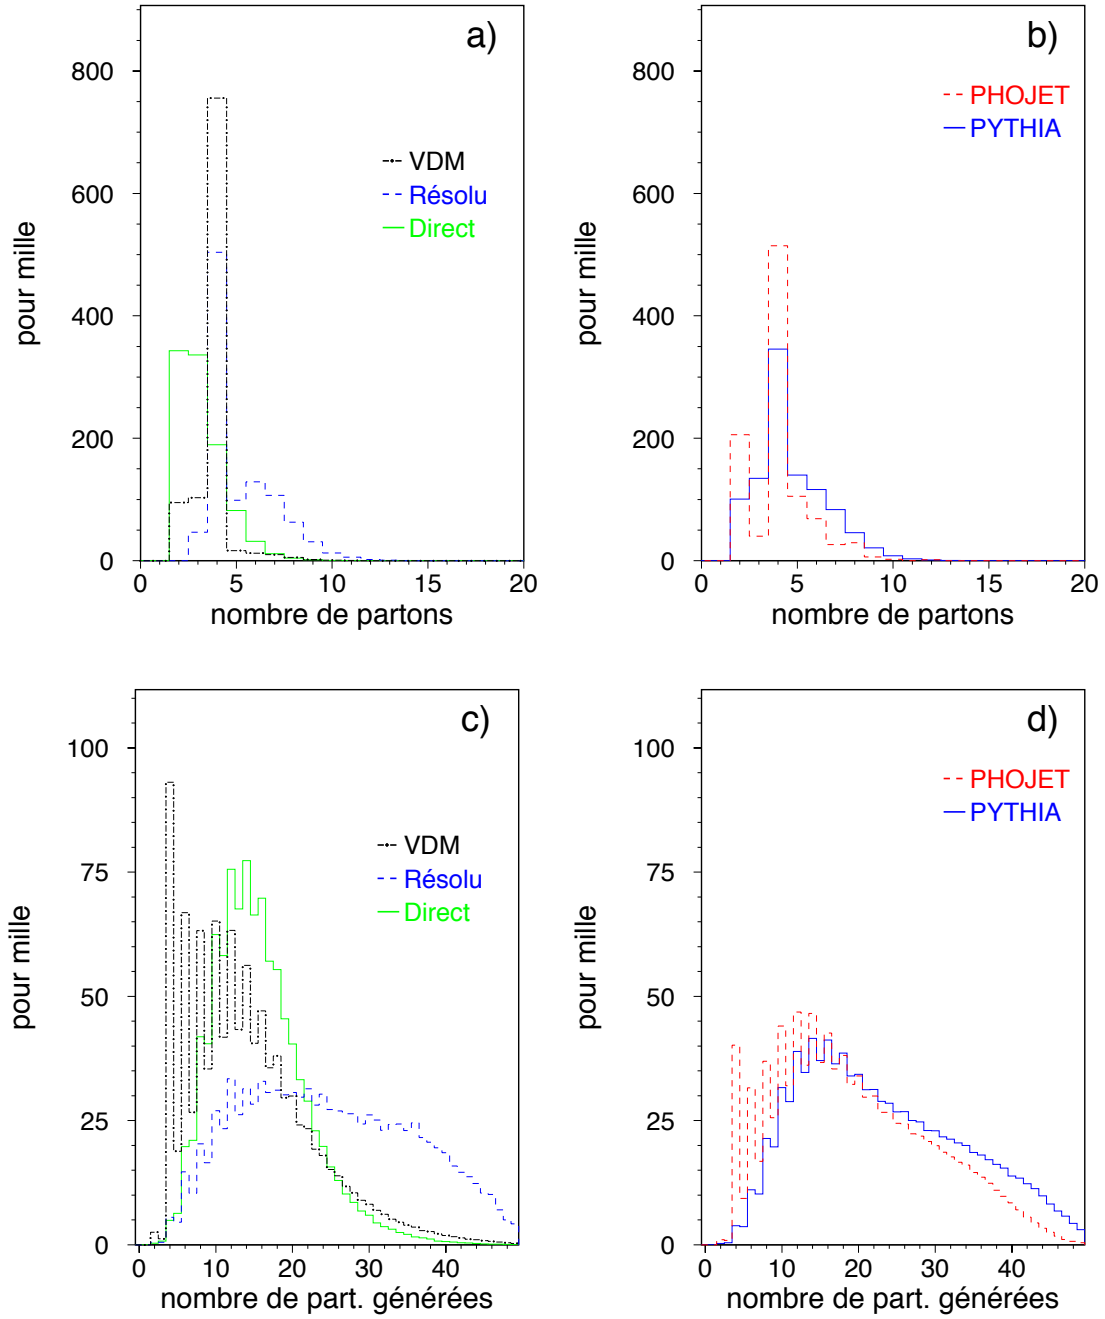 a)
800
600
400
200
0
pour mille
VDM
Résolu
Direct
0 5 10 15 20
nombre de partons
b)
800
600
400
200
0
pour mille
PHOJET
PYTHIA
0 5 10 15 20
nombre de partons
c)
100
75
50
25
0
pour mille
VDM
Résolu
Direct
0 10 20 30 40
nombre de part. générées
d)
100
75
50
25
0
pour mille
PHOJET
PYTHIA
0 10 20 30 40
nombre de part. générées